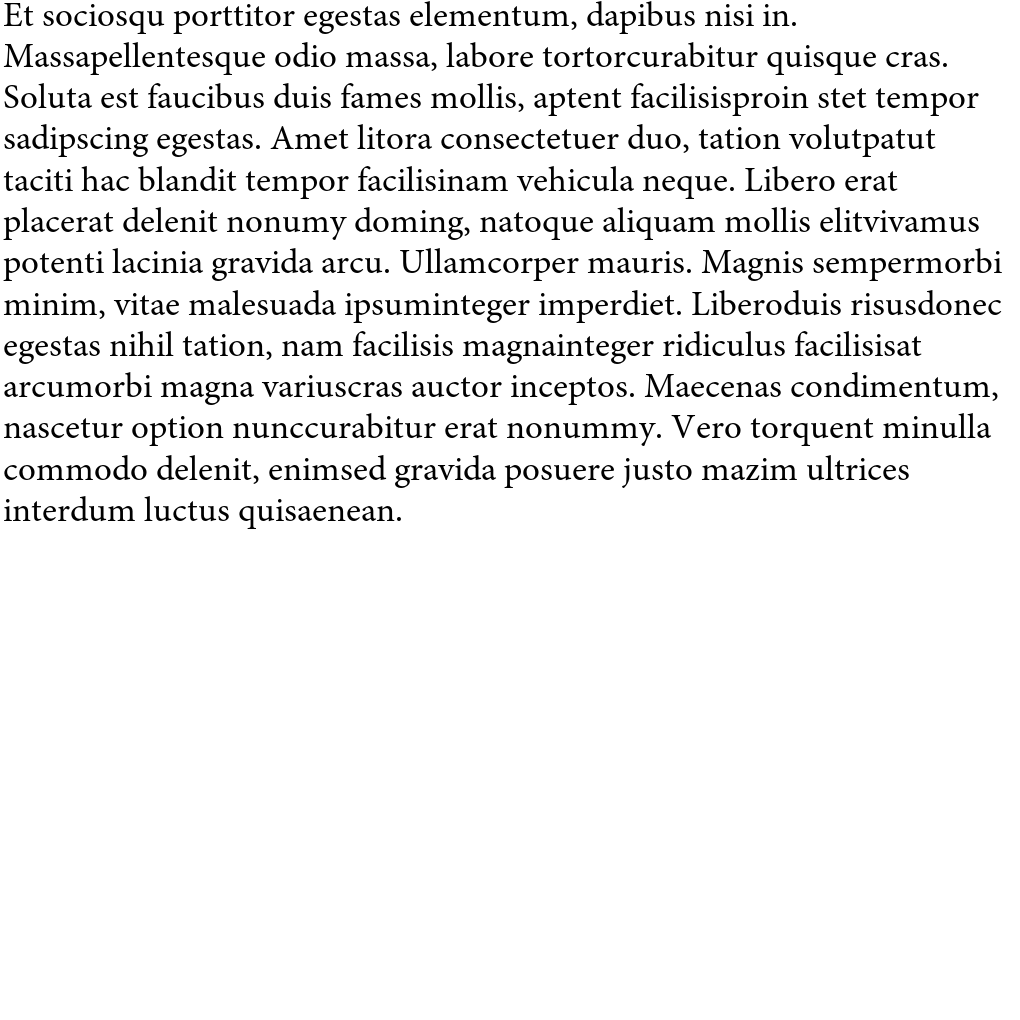 Et sociosqu porttitor egestas elementum, dapibus nisi in.
Massapellentesque odio massa, labore tortorcurabitur quisque cras.
Soluta est faucibus duis fames mollis, aptent facilisisproin stet tempor
sadipscing egestas. Amet litora consectetuer duo, tation volutpatut
taciti hac blandit tempor facilisinam vehicula neque. Libero erat
placerat delenit nonumy doming, natoque aliquam mollis elitvivamus
potenti lacinia gravida arcu. Ullamcorper mauris. Magnis sempermorbi
minim, vitae malesuada ipsuminteger imperdiet. Liberoduis risusdonec
egestas nihil tation, nam facilisis magnainteger ridiculus facilisisat
arcumorbi magna variuscras auctor inceptos. Maecenas condimentum,
nascetur option nunccurabitur erat nonummy. Vero torquent minulla
commodo delenit, enimsed gravida posuere justo mazim ultrices
interdum luctus quisaenean.